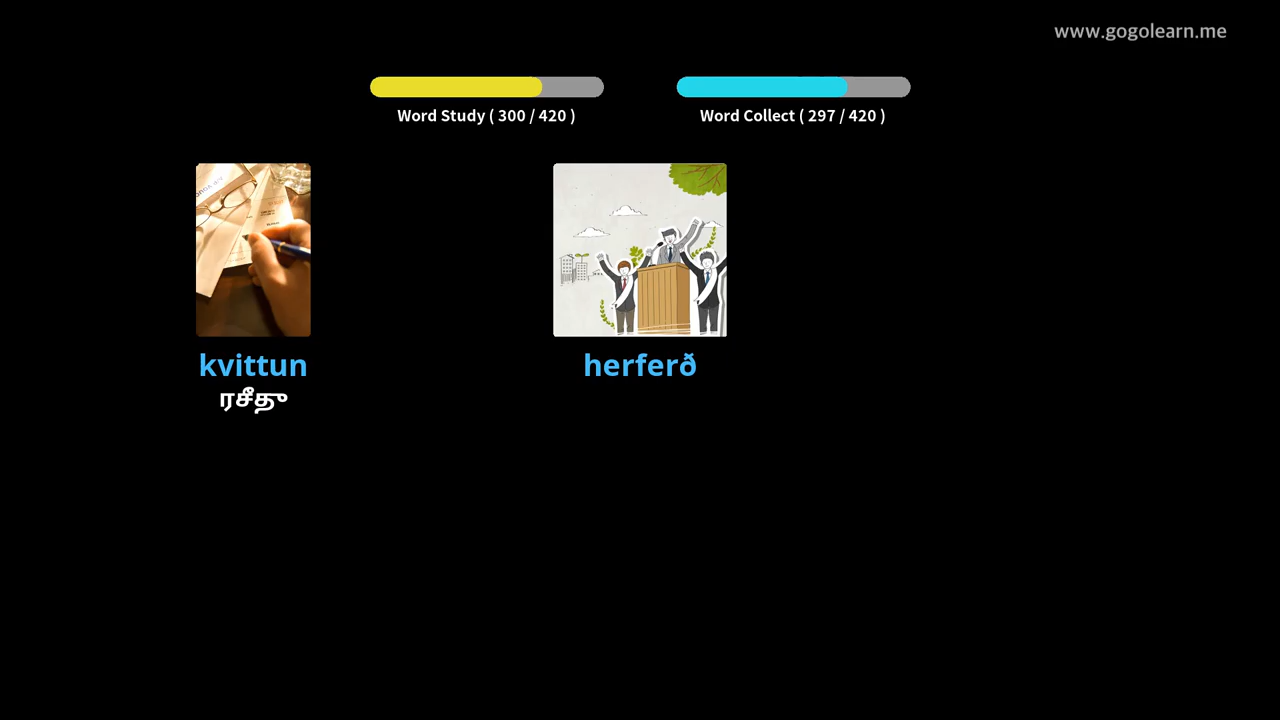 www.gogolearn.me
Word Study ( 300 / 420 )
Word Collect ( 297 / 420 )
kvittun
ரசீது
herferð